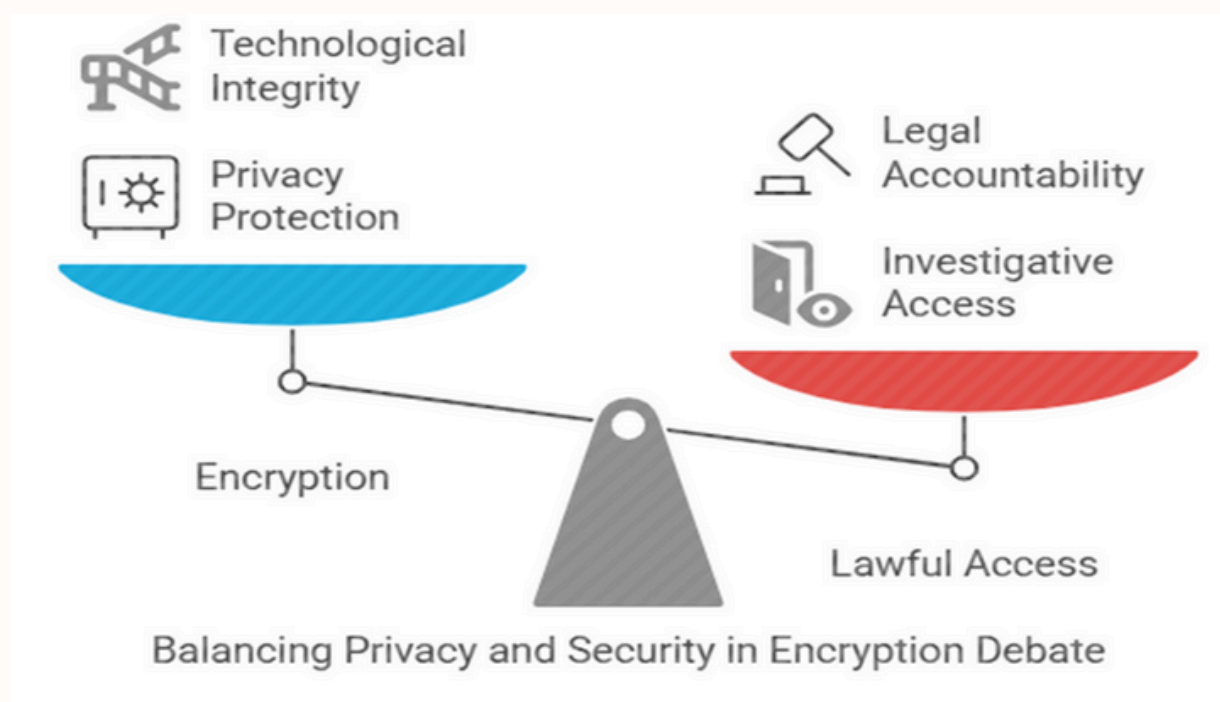 Technological
Integrity
Privacy
Protection
Legal
Accountability
Investigative
Access
Encryption
Lawful Access
Balancing Privacy and Security in Encryption Debate